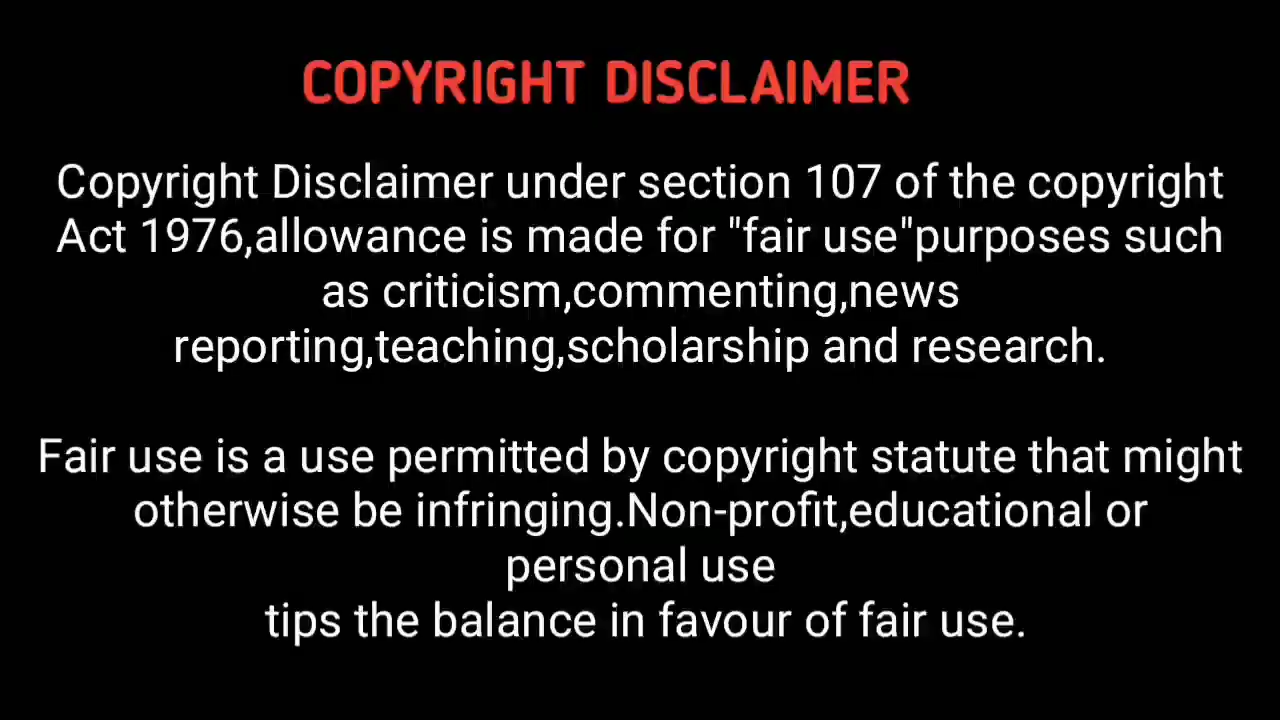 COPYRIGHT DISCLAIMER
Copyright Disclaimer under section 107 of the copyright
Act 1976,allowance is made for "fair use"purposes such
as criticism,commenting,news
reporting,teaching,scholarship and research.
Fair use is a use permitted by copyright statute that might
otherwise be infringing.Non-profit,educational or
personal use
tips the balance in favour of fair use.